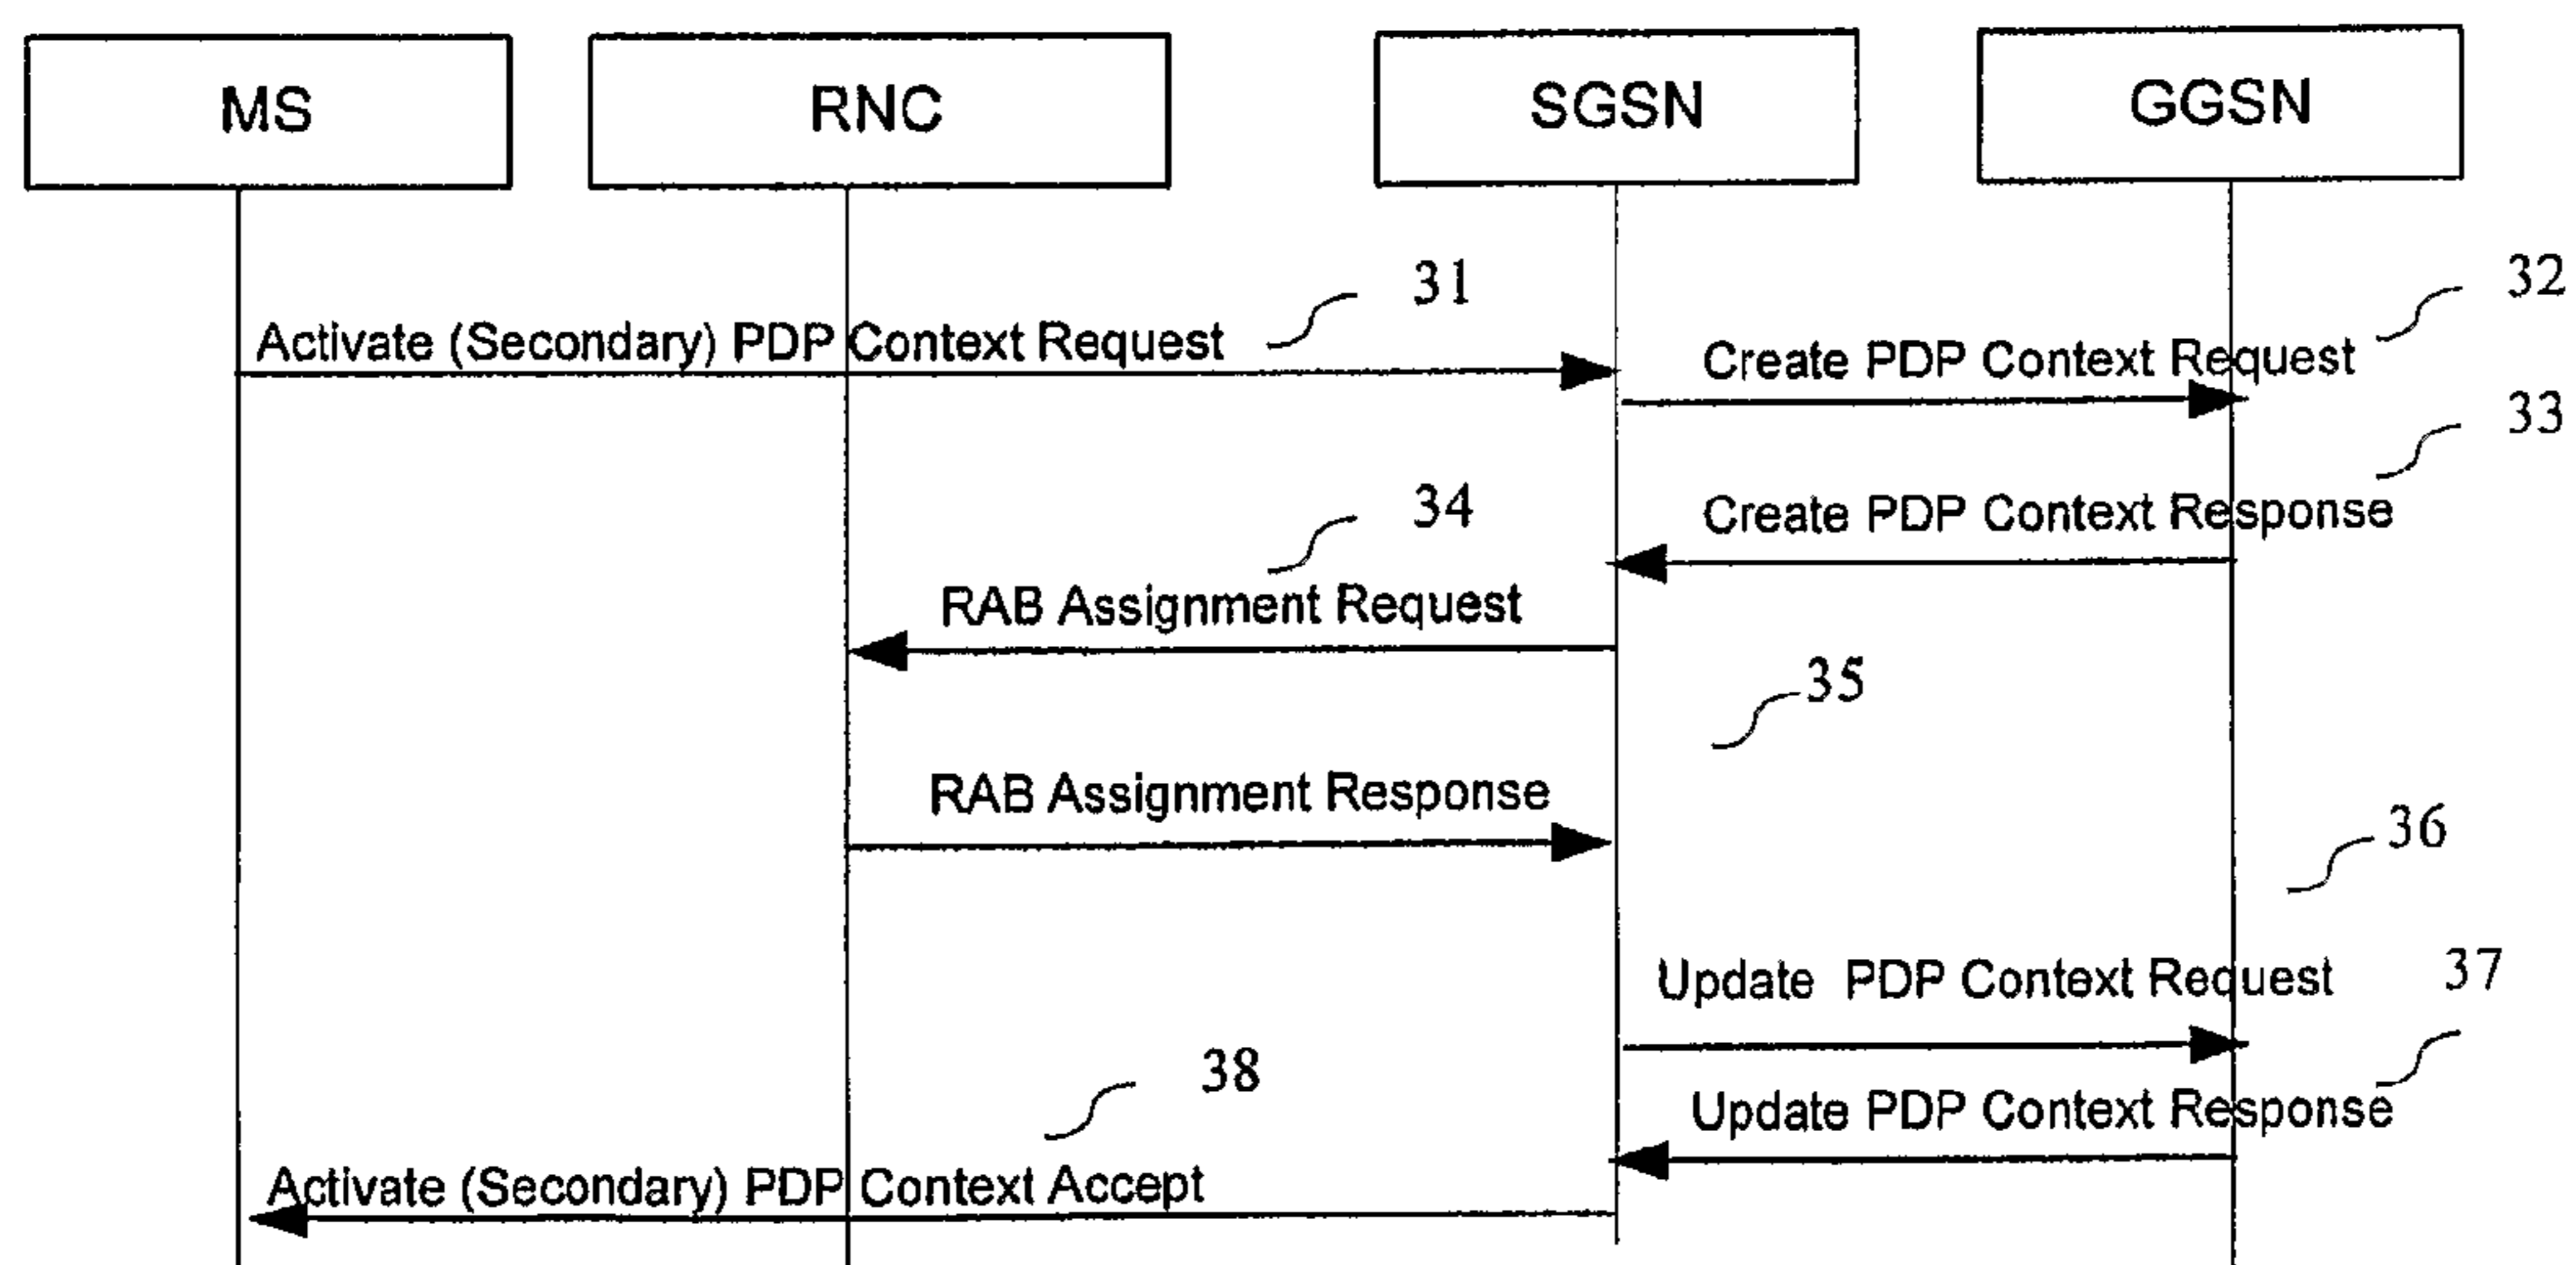 MS
RNC
SGSN
GGSN
31
32
Activate (Secondary) PDP Context Request
Create PDP Context Request
33
34
Create PDP Context Response
RAB Assignment Request
35
RAB Assignment Response
36
Update PDP Context Request
37
38
Update PDP Context Response
Activate (Secondary) PDP Context Accept